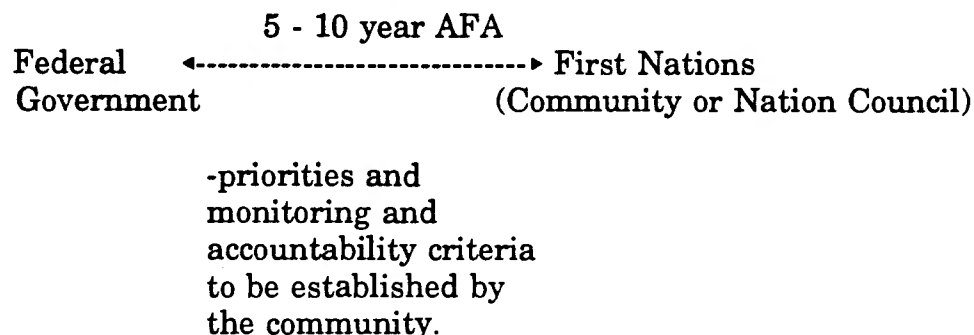 5 - 10 year AFA
Federal ◄------------------------------► First Nations
Government (Community or Nation Council)
-priorities and
monitoring and
accountability criteria
to be established by
the community.